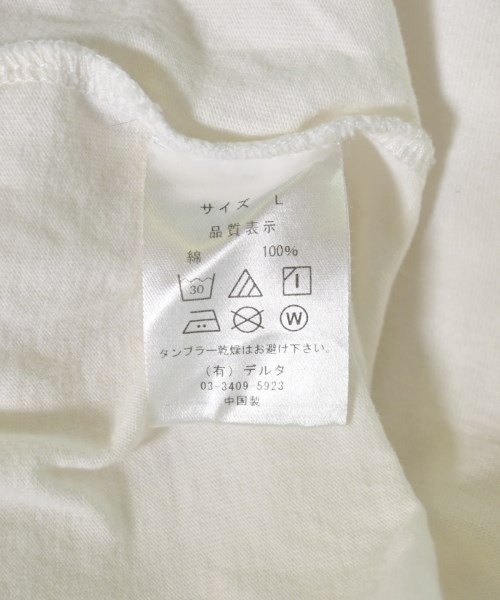 サイズ L
品質表示
綿 100%
30
W
タンブラー乾燥はお避け下さい。
(有)デルタ
03-3409-5923
中国製